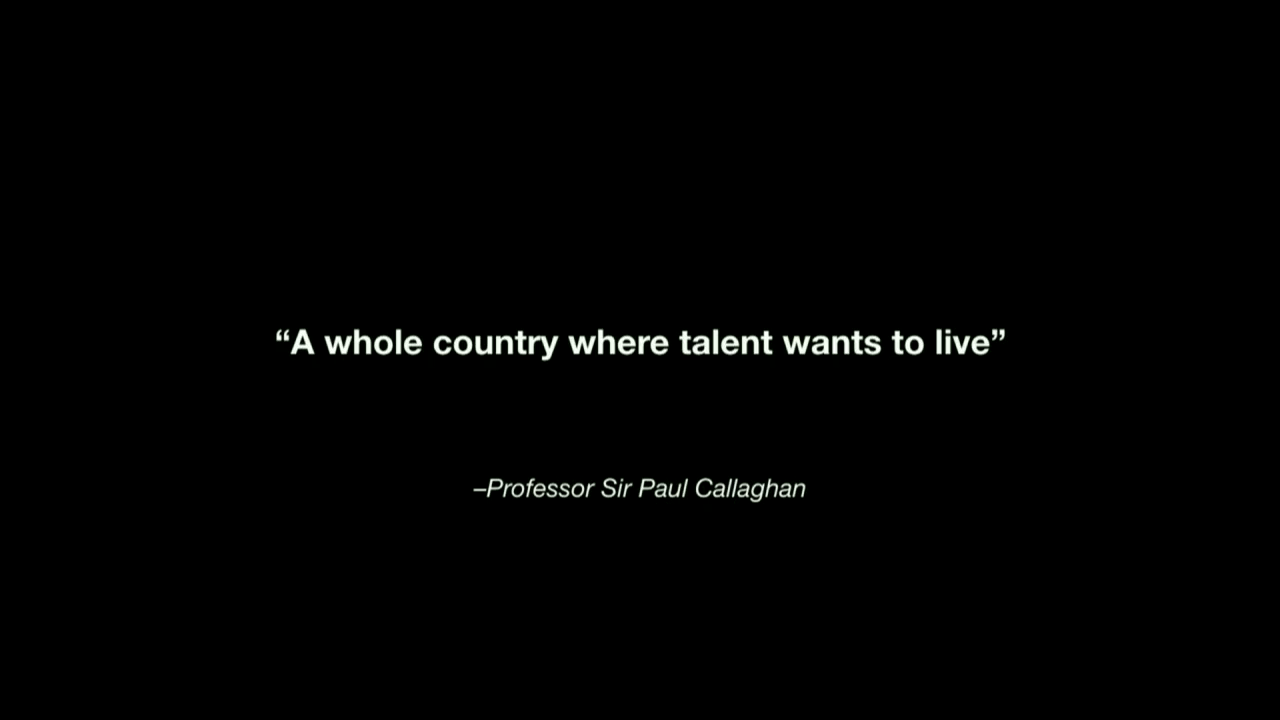 “A whole country where talent wants to live”
–Professor Sir Paul Callaghan